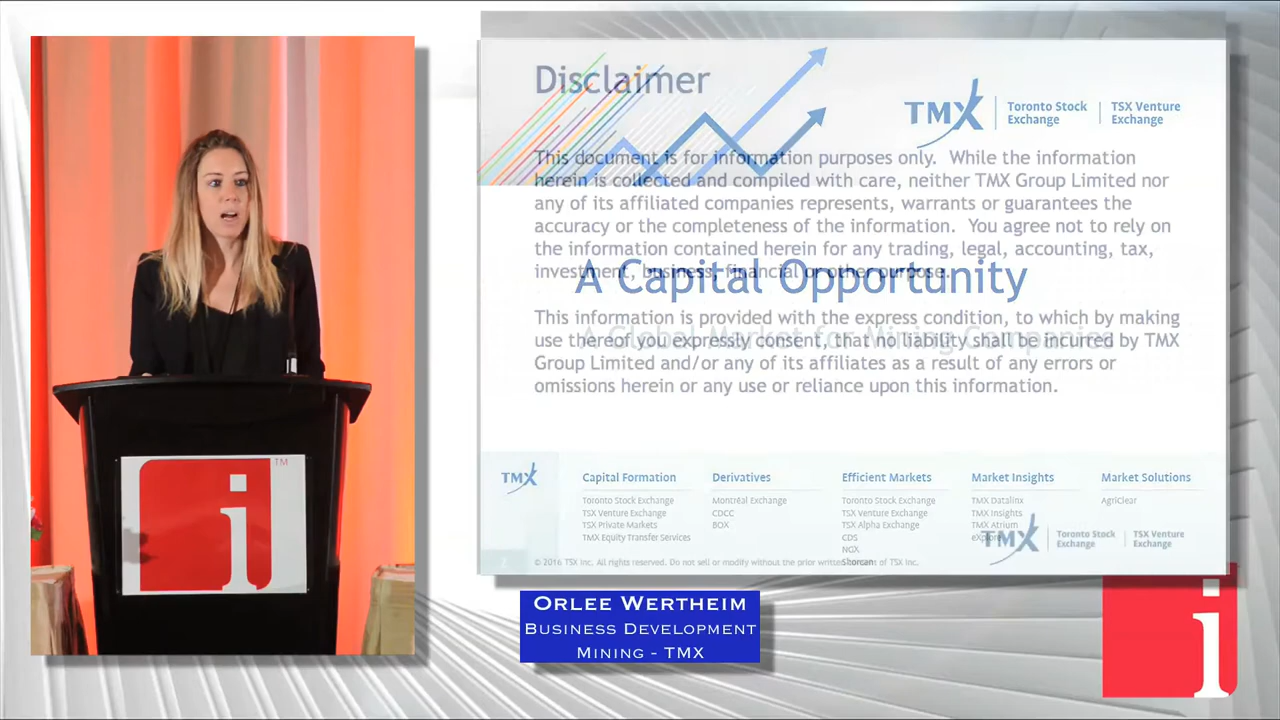 i
TM
Disclaimer
TMX
Toronto Stock Exchange
TSX Venture Exchange
This document is for information purposes only. While the information
herein is collected and compiled with care, neither TMX Group Limited nor
any of its affiliated companies represents, warrants or guarantees the
accuracy or the completeness of the information. You agree not to rely on
the information contained herein for any trading, legal, accounting, tax,
investment, business, financial or other purpose.
A Capital Opportunity
This information is provided with the express condition, to which by making
A Global Market for Mining Companies
use thereof you expressly consent, that no liability shall be incurred by TMX
Group Limited and/or any of its affiliates as a result of any errors or
omissions herein or any use or reliance upon this information.
TMX
Capital Formation
Toronto Stock Exchange
TSX Venture Exchange
TSX Private Markets
TMX Equity Transfer Services
Derivatives
Montréal Exchange
CDCC
BOX
Efficient Markets
Toronto Stock Exchange
TSX Venture Exchange
TSX Alpha Exchange
CDS
NGX
Shorcan
Market Insights
TMX Datalinx
TMX Insights
TMX Atrium
Market Solutions
AgriClear
TMX
Toronto Stock Exchange
TSX Venture Exchange
© 2016 TSX Inc. All rights reserved. Do not sell or modify without the prior written consent of TSX Inc.
ORLEE WERTHEIM
BUSINESS DEVELOPMENT
MINING - TMX
i